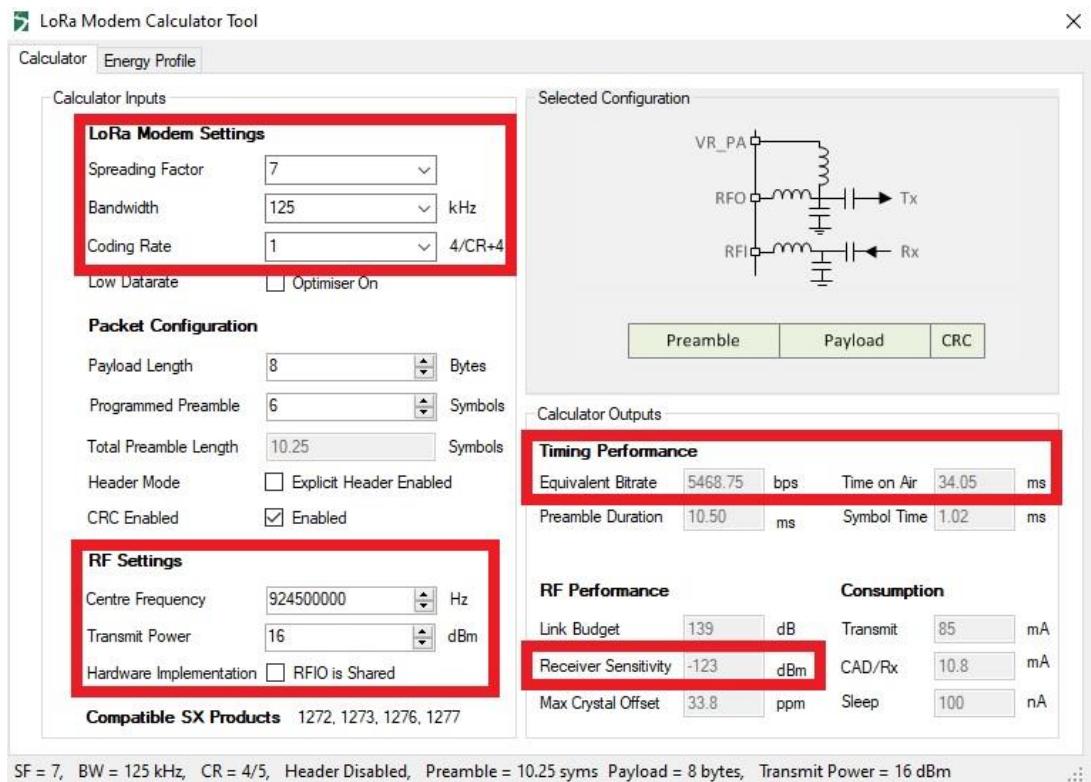 LoRa Modem Calculator Tool
Calculator Energy Profile
Calculator Inputs
LoRa Modem Settings
Spreading Factor 7
Bandwidth 125 kHz
Coding Rate 1 4/CR+4
Low Datarate Optimiser On
Packet Configuration
Payload Length 8 Bytes
Programmed Preamble 6 Symbols
Total Preamble Length 10.25 Symbols
Header Mode Explicit Header Enabled
CRC Enabled Enabled
RF Settings
Centre Frequency 924500000 Hz
Transmit Power 16 dBm
Hardware Implementation RFIO is Shared
Compatible SX Products 1272, 1273, 1276, 1277
Selected Configuration
VR_PA
RFO Tx
RFI Rx
Preamble Payload CRC
Calculator Outputs
Timing Performance
Equivalent Bitrate 5468.75 bps Time on Air 34.05 ms
Preamble Duration 10.50 ms Symbol Time 1.02 ms
RF Performance Consumption
Link Budget 139 dB Transmit 85 mA
Receiver Sensitivity -123 dBm CAD/Rx 10.8 mA
Max Crystal Offset 33.8 ppm Sleep 100 nA
SF = 7, BW = 125 kHz, CR = 4/5, Header Disabled, Preamble = 10.25 syms Payload = 8 bytes, Transmit Power = 16 dBm